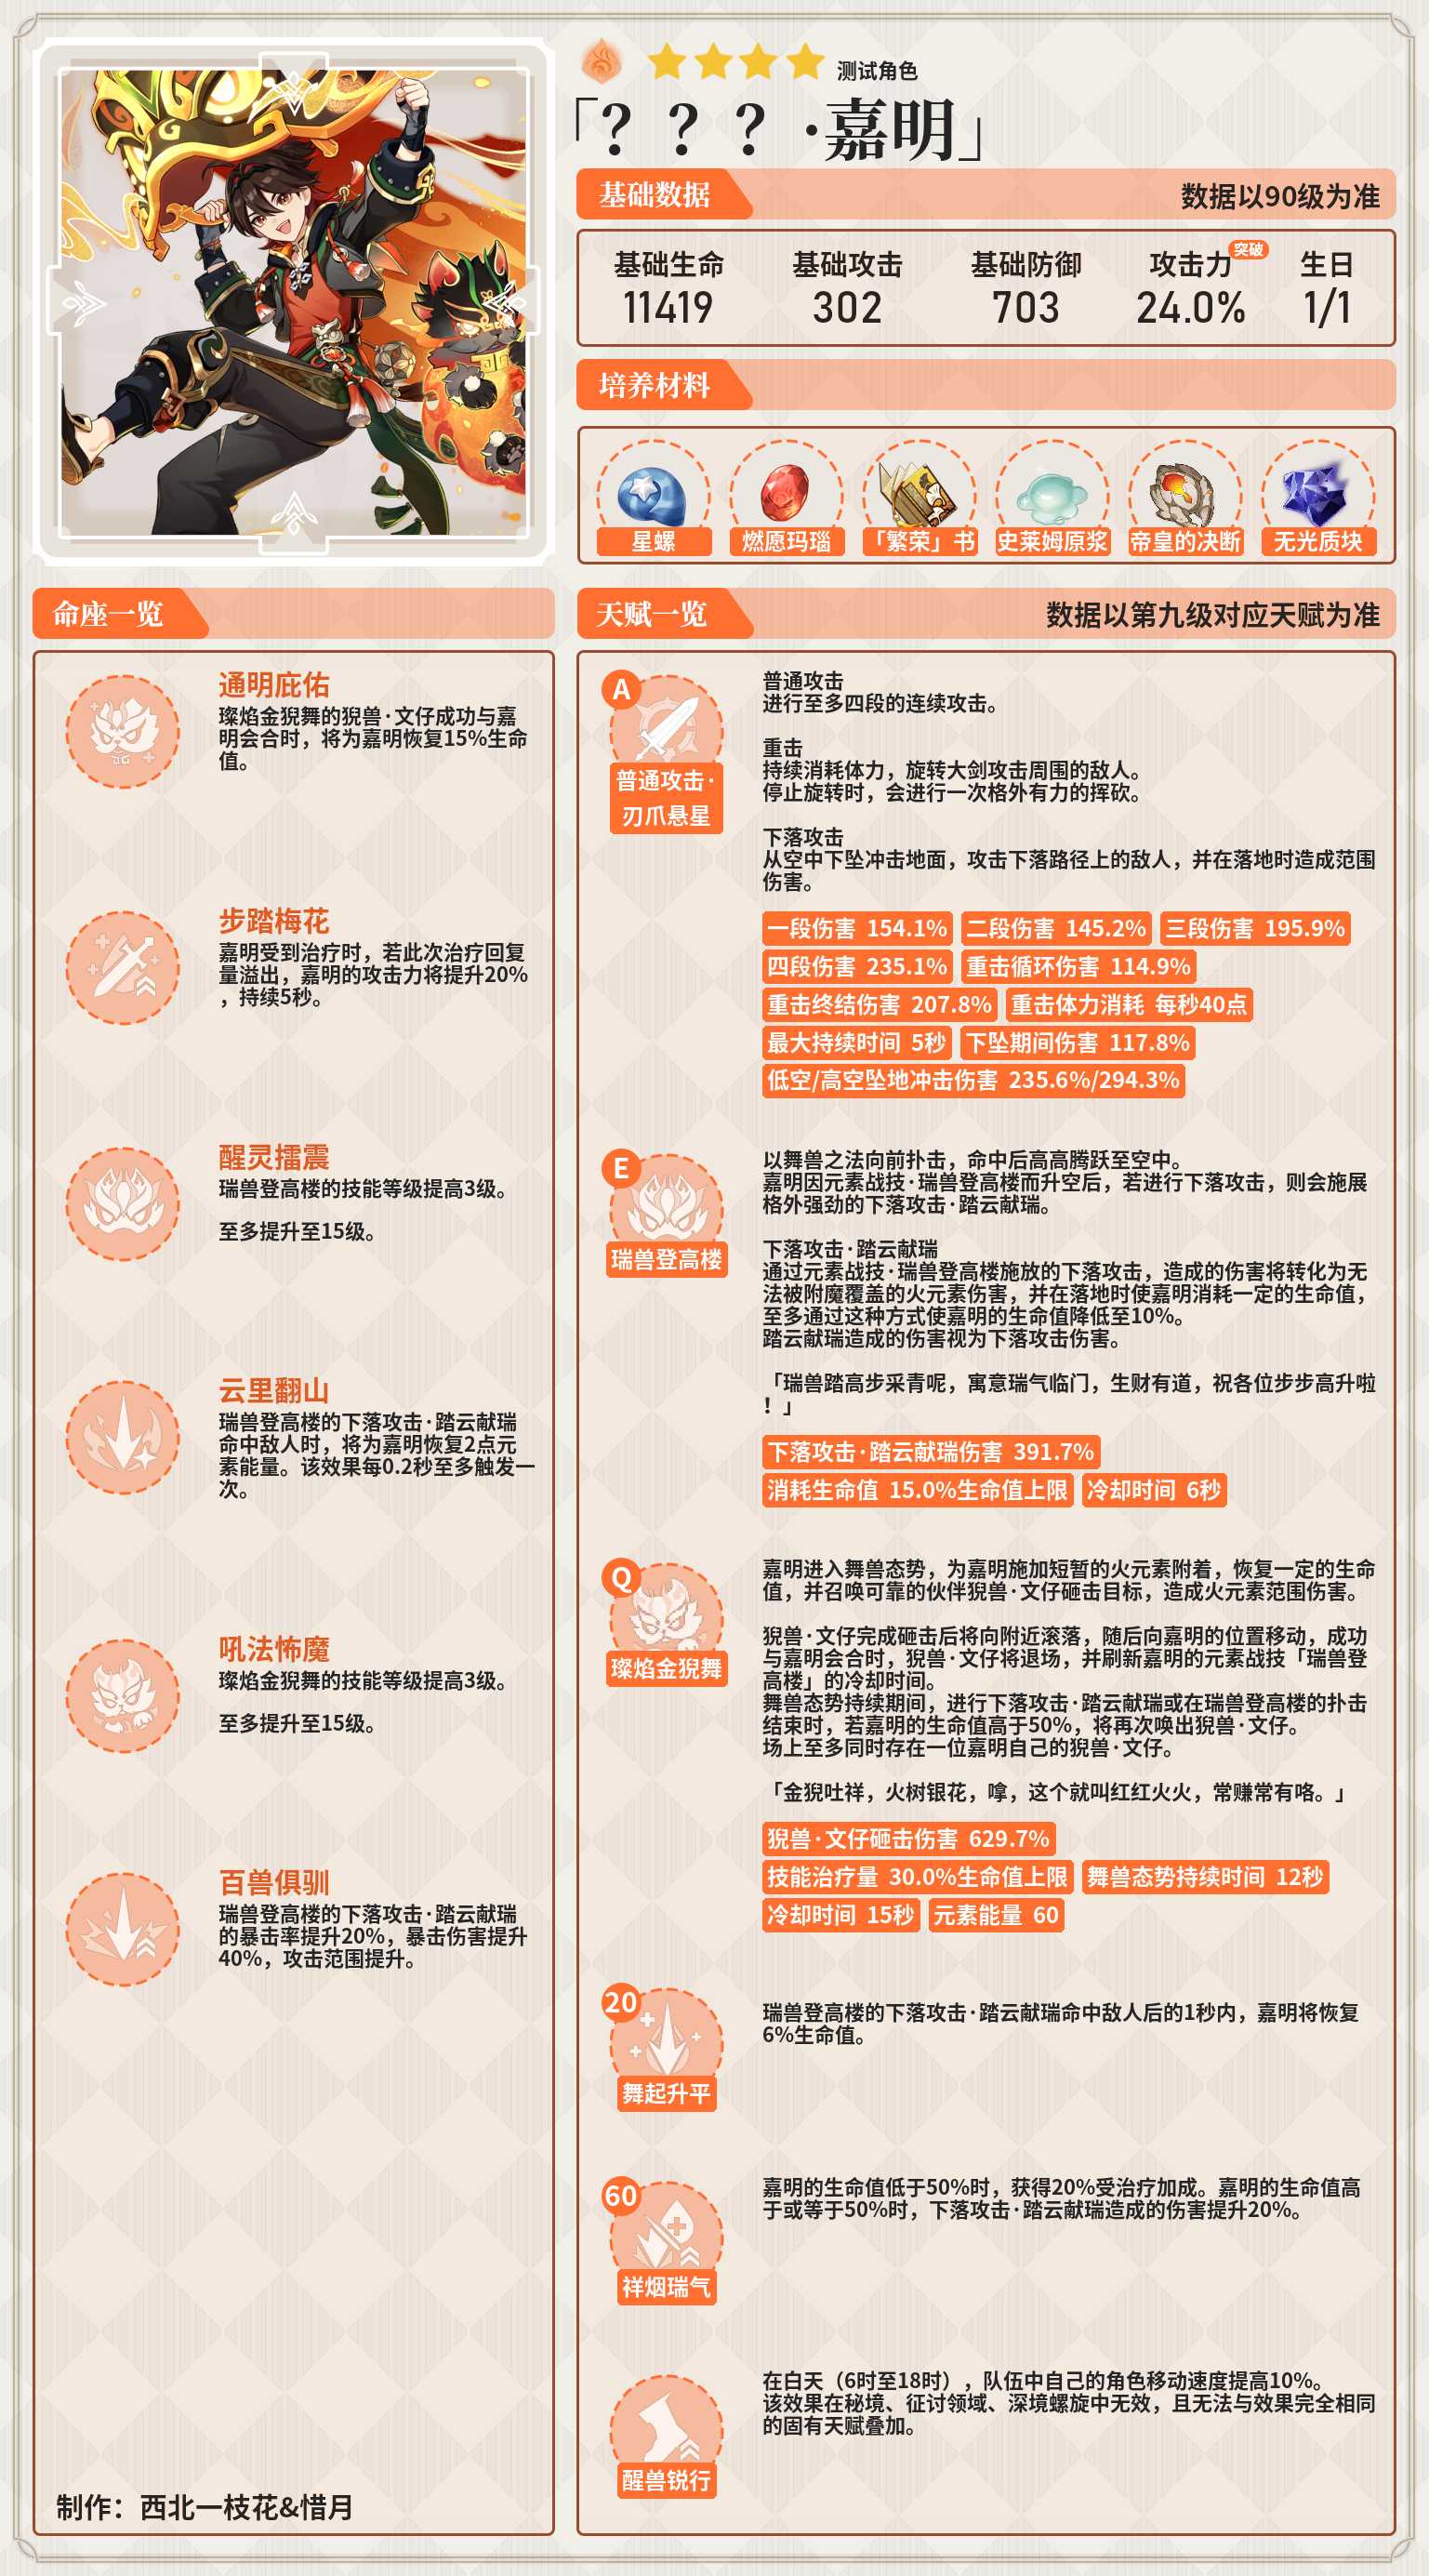 测试角色
「？？？·嘉明」
基础数据
数据以90级为准
基础生命
11419
基础攻击
302
基础防御
703
攻击力
突破
24.0%
生日
1/1
培养材料
星螺
燃愿玛瑙
「繁荣」书
史莱姆原浆
帝皇的决断
无光质块
命座一览
通明庇佑
璨焰金猊舞的猊兽·文仔成功与嘉
明会合时，将为嘉明恢复15%生命
值。
步踏梅花
嘉明受到治疗时，若此次治疗回复
量溢出，嘉明的攻击力将提升20%
，持续5秒。
醒灵擂震
瑞兽登高楼的技能等级提高3级。
至多提升至15级。
云里翻山
瑞兽登高楼的下落攻击·踏云献瑞
命中敌人时，将为嘉明恢复2点元
素能量。该效果每0.2秒至多触发一
次。
吼法怖魔
璨焰金猊舞的技能等级提高3级。
至多提升至15级。
百兽俱驯
瑞兽登高楼的下落攻击·踏云献瑞
的暴击率提升20%，暴击伤害提升
40%，攻击范围提升。
制作：西北一枝花&惜月
天赋一览
数据以第九级对应天赋为准
A
普通攻击·
刃爪悬星
普通攻击
进行至多四段的连续攻击。
重击
持续消耗体力，旋转大剑攻击周围的敌人。
停止旋转时，会进行一次格外有力的挥砍。
下落攻击
从空中下坠冲击地面，攻击下落路径上的敌人，并在落地时造成范围
伤害。
一段伤害 154.1% 二段伤害 145.2% 三段伤害 195.9%
四段伤害 235.1% 重击循环伤害 114.9%
重击终结伤害 207.8% 重击体力消耗 每秒40点
最大持续时间 5秒 下坠期间伤害 117.8%
低空/高空坠地冲击伤害 235.6%/294.3%
E
瑞兽登高楼
以舞兽之法向前扑击，命中后高高腾跃至空中。
嘉明因元素战技·瑞兽登高楼而升空后，若进行下落攻击，则会施展
格外强劲的下落攻击·踏云献瑞。
下落攻击·踏云献瑞
通过元素战技·瑞兽登高楼施放的下落攻击，造成的伤害将转化为无
法被附魔覆盖的火元素伤害，并在落地时使嘉明消耗一定的生命值，
至多通过这种方式使嘉明的生命值降低至10%。
踏云献瑞造成的伤害视为下落攻击伤害。
「瑞兽踏高步采青呢，寓意瑞气临门，生财有道，祝各位步步高升啦
！」
下落攻击·踏云献瑞伤害 391.7%
消耗生命值 15.0%生命值上限 冷却时间 6秒
Q
璨焰金猊舞
嘉明进入舞兽态势，为嘉明施加短暂的火元素附着，恢复一定的生命
值，并召唤可靠的伙伴猊兽·文仔砸击目标，造成火元素范围伤害。
猊兽·文仔完成砸击后将向附近滚落，随后向嘉明的位置移动，成功
与嘉明会合时，猊兽·文仔将退场，并刷新嘉明的元素战技「瑞兽登
高楼」的冷却时间。
舞兽态势持续期间，进行下落攻击·踏云献瑞或在瑞兽登高楼的扑击
结束时，若嘉明的生命值高于50%，将再次唤出猊兽·文仔。
场上至多同时存在一位嘉明自己的猊兽·文仔。
「金猊吐祥，火树银花，嗱，这个就叫红红火火，常赚常有咯。」
猊兽·文仔砸击伤害 629.7%
技能治疗量 30.0%生命值上限 舞兽态势持续时间 12秒
冷却时间 15秒 元素能量 60
20
舞起升平
瑞兽登高楼的下落攻击·踏云献瑞命中敌人后的1秒内，嘉明将恢复
6%生命值。
60
祥烟瑞气
嘉明的生命值低于50%时，获得20%受治疗加成。嘉明的生命值高
于或等于50%时，下落攻击·踏云献瑞造成的伤害提升20%。
醒兽锐行
在白天（6时至18时），队伍中自己的角色移动速度提高10%。
该效果在秘境、征讨领域、深境螺旋中无效，且无法与效果完全相同
的固有天赋叠加。